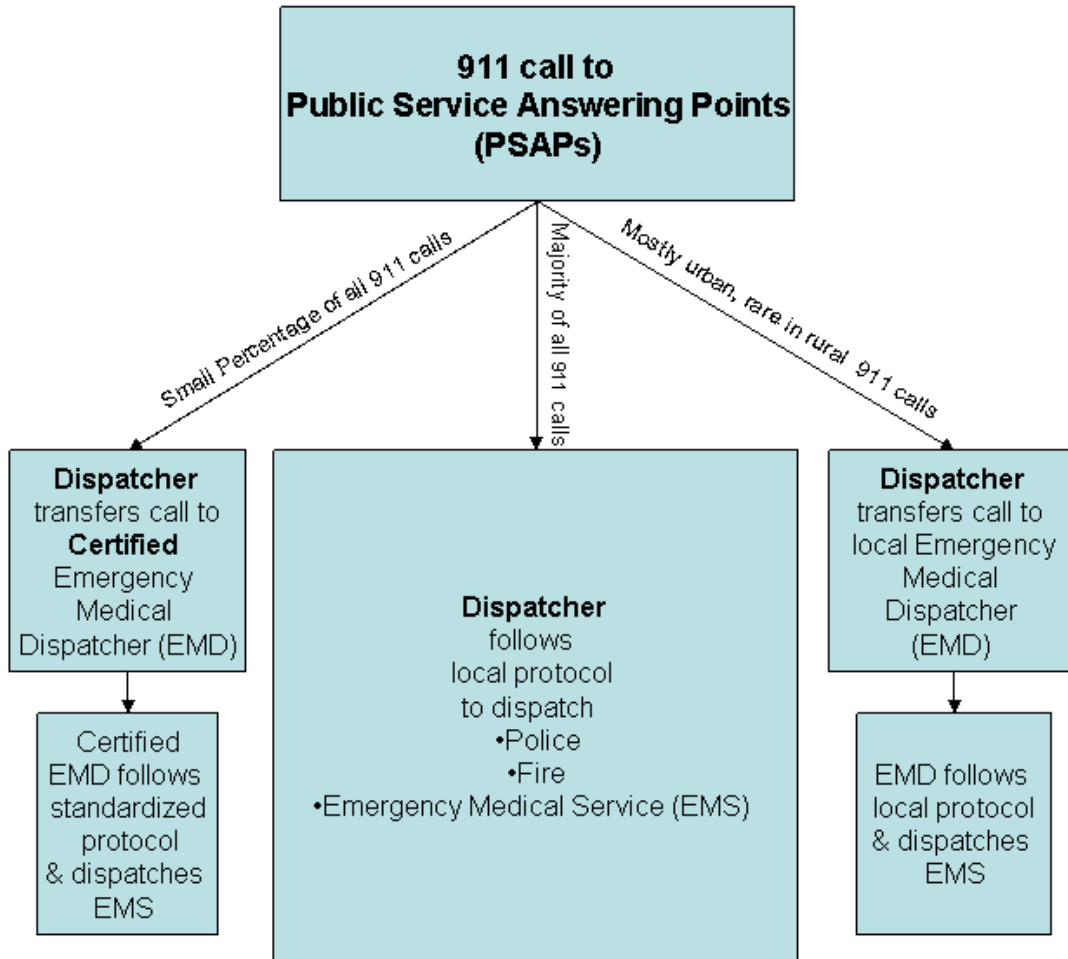 911 call to
Public Service Answering Points
(PSAPs)
Small Percentage of all 911 calls
Majority of all 911 calls
Mostly urban, rare in rural 911 calls
Dispatcher
transfers call to
Certified
Emergency
Medical
Dispatcher (EMD)
Certified
EMD follows
standardized
protocol
& dispatches
EMS
Dispatcher
follows
local protocol
to dispatch
•Police
•Fire
•Emergency Medical Service (EMS)
Dispatcher
transfers call to
local Emergency
Medical
Dispatcher
(EMD)
EMD follows
local protocol
& dispatches
EMS